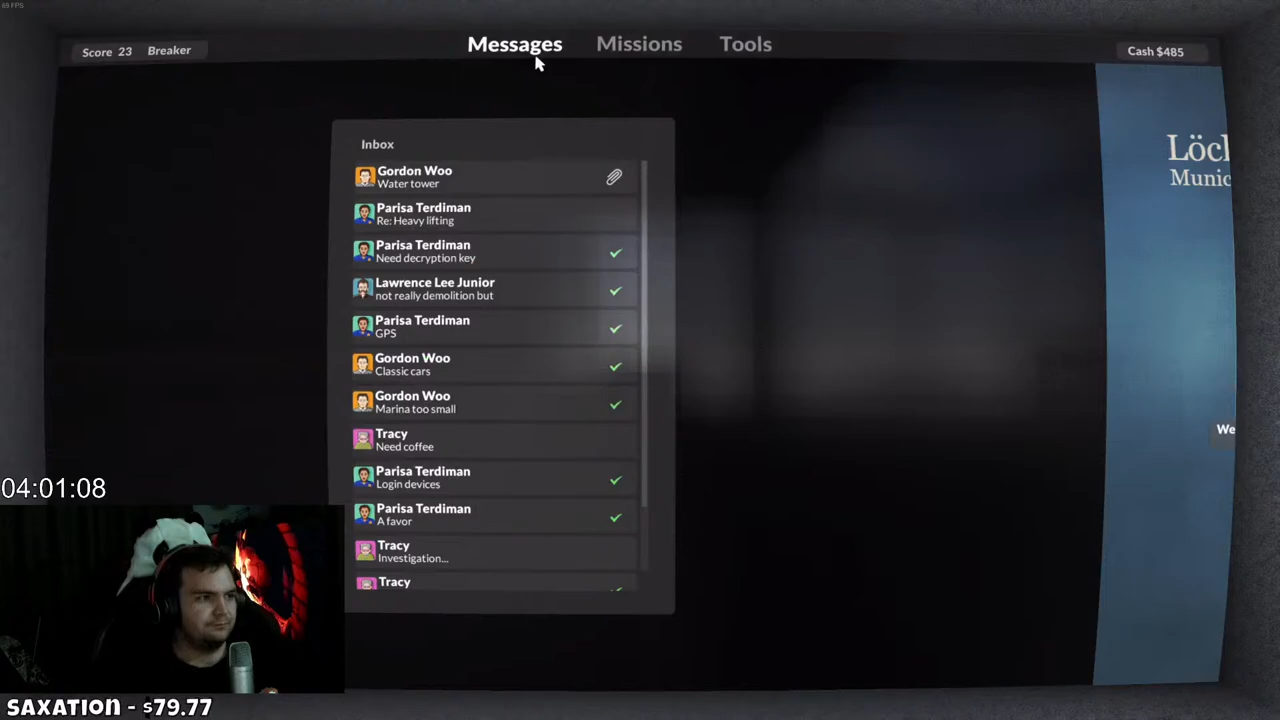 69 FPS
Score 23 Breaker
Messages Missions Tools
Cash $485
Inbox
Gordon Woo
Water tower
Parisa Terdiman
Re: Heavy lifting
Parisa Terdiman
Need decryption key
Lawrence Lee Junior
not really demolition but
Parisa Terdiman
GPS
Gordon Woo
Classic cars
Gordon Woo
Marina too small
Tracy
Need coffee
Parisa Terdiman
Login devices
Parisa Terdiman
A favor
Tracy
Investigation...
Tracy
Löck
Munic
We
04:01:08
SAXATION - $79.77